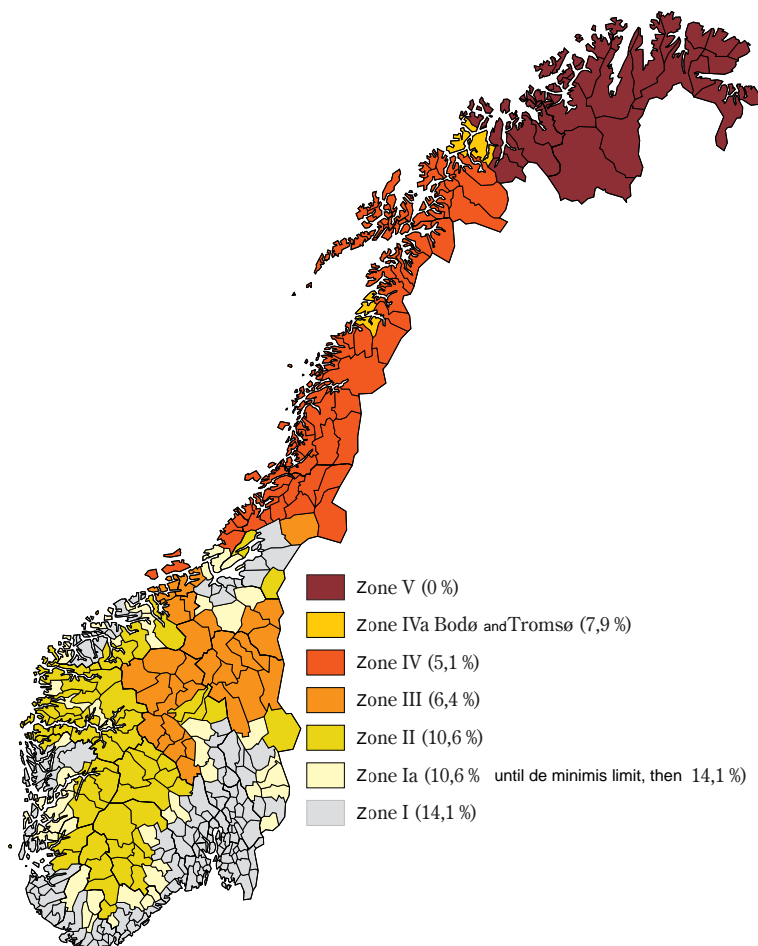 Zone V (0 %)
Zone IVa Bodø and Tromsø (7,9 %)
Zone IV (5,1 %)
Zone III (6,4 %)
Zone II (10,6 %)
Zone Ia (10,6 % until de minimis limit, then 14,1 %)
Zone I (14,1 %)